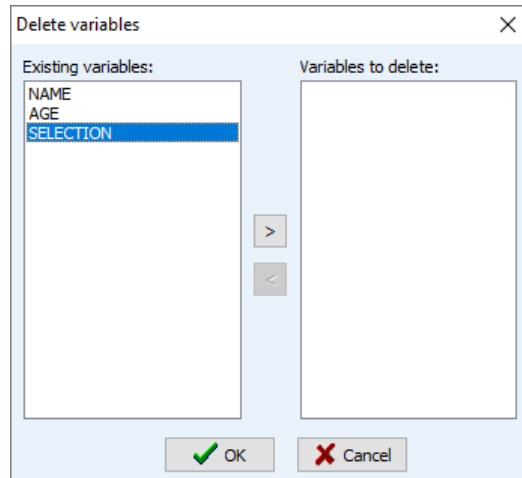 Delete variables
Existing variables:
Variables to delete:
NAME
AGE
SELECTION
>
<
OK
Cancel